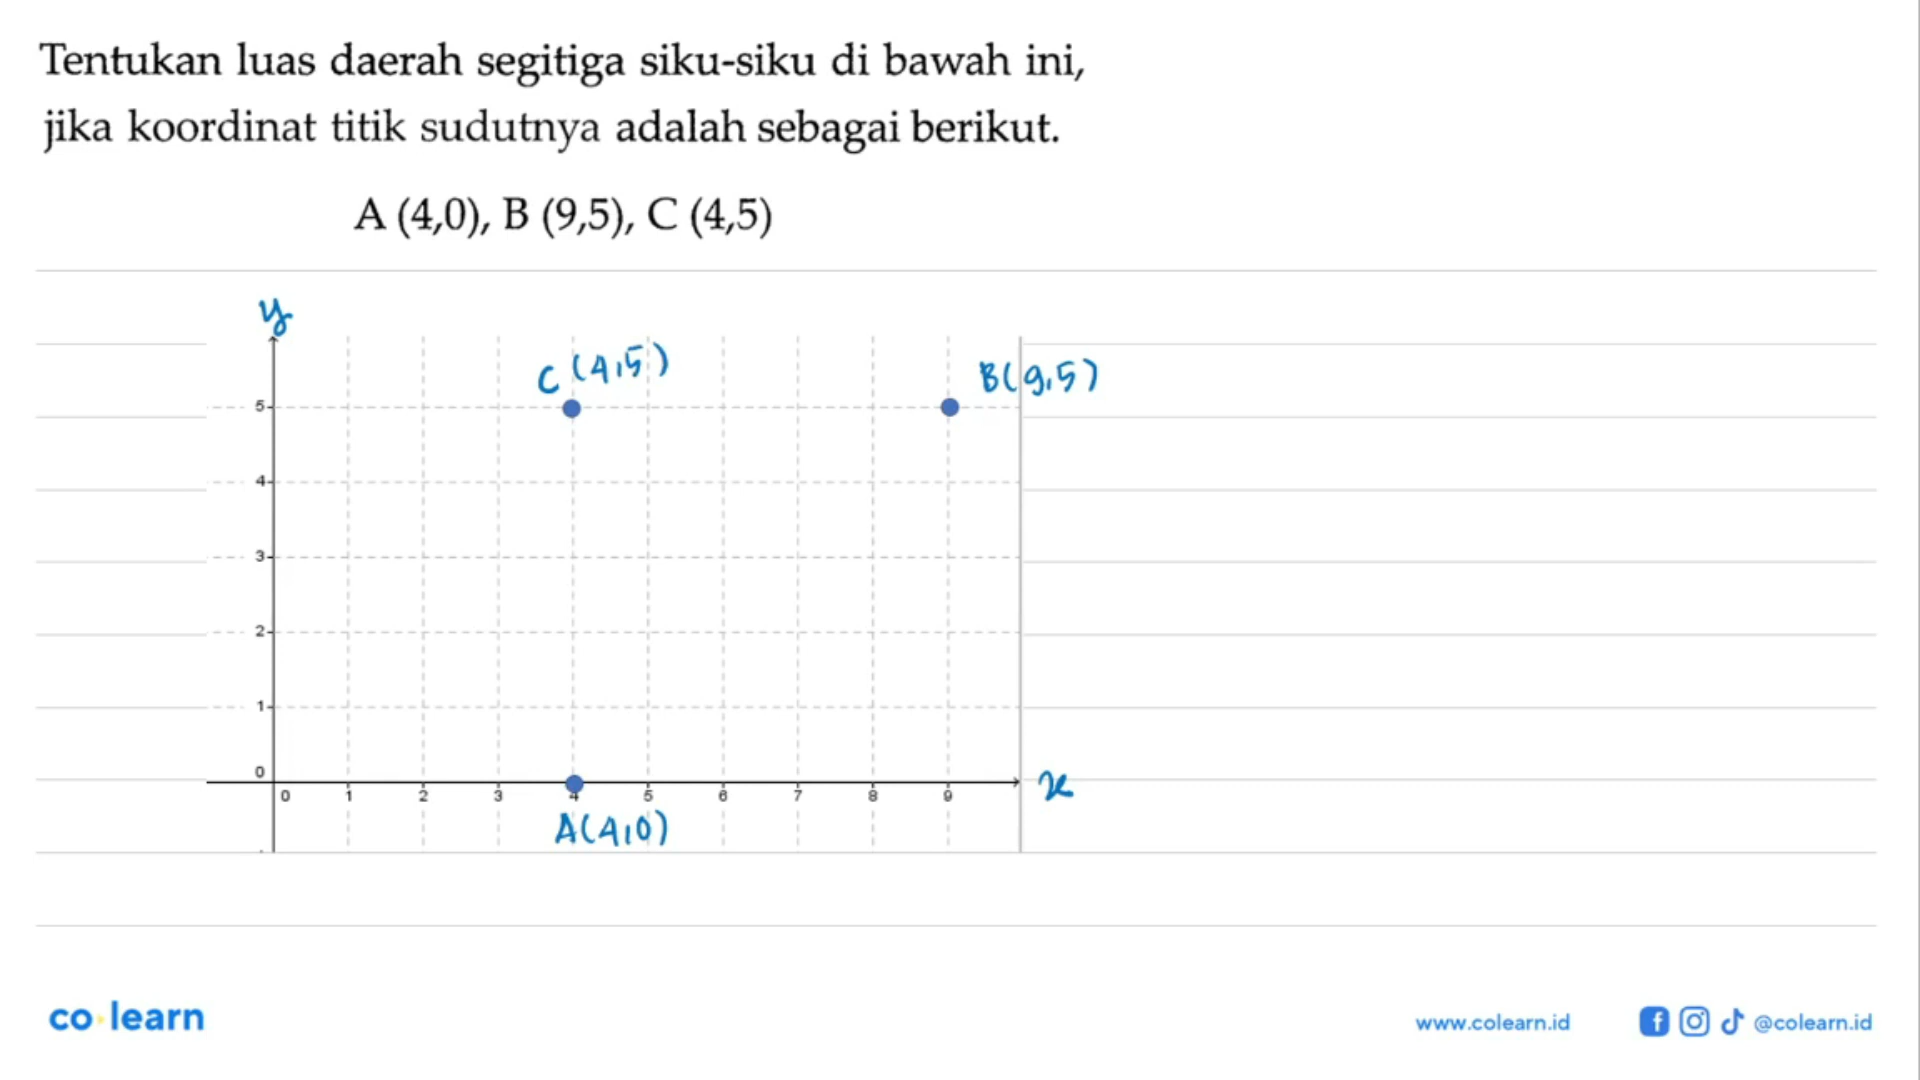 Tentukan luas daerah segitiga siku-siku di bawah ini,
jika koordinat titik sudutnya adalah sebagai berikut.
A (4,0), B (9,5), C (4,5)
y
C (4,5)
B(9,5)
5
4
3
2
1
0
0 1 2 3 4 5 6 7 8 9
x
A(4,0)
co learn
www.colearn.id
@colearn.id